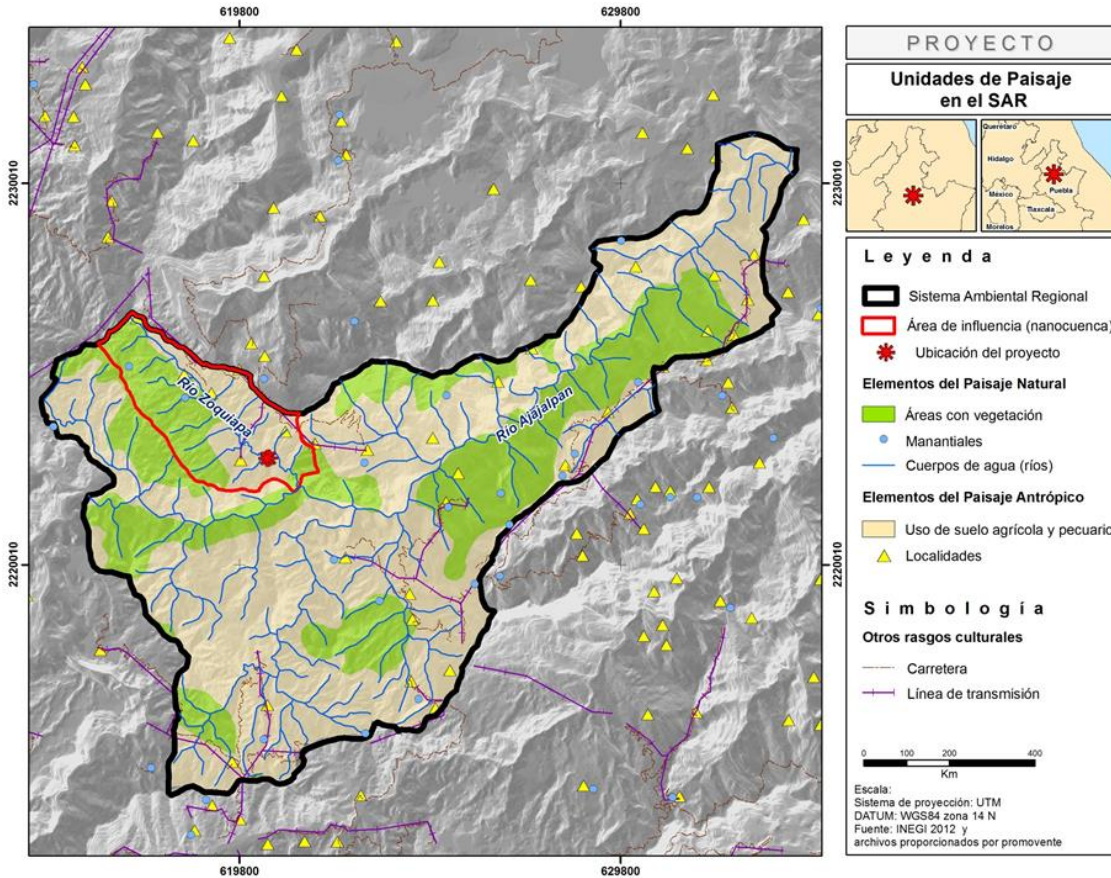 619800
629800
2230010
2230010
Río Zoquiapa
Río Ajajalpan
2220010
2220010
619800
629800
PROYECTO
Unidades de Paisaje
en el SAR
Querétaro
Hidalgo
México
Puebla
Tlaxcala
Morelos
Leyenda
Sistema Ambiental Regional
Área de influencia (nanocuenca)
Ubicación del proyecto
Elementos del Paisaje Natural
Áreas con vegetación
Manantiales
Cuerpos de agua (ríos)
Elementos del Paisaje Antrópico
Uso de suelo agrícola y pecuario
Localidades
Simbología
Otros rasgos culturales
Carretera
Línea de transmisión
0 100 200 400
Km
Escala:
Sistema de proyección: UTM
DATUM: WGS84 zona 14 N
Fuente: INEGI 2012 y
archivos proporcionados por promovente